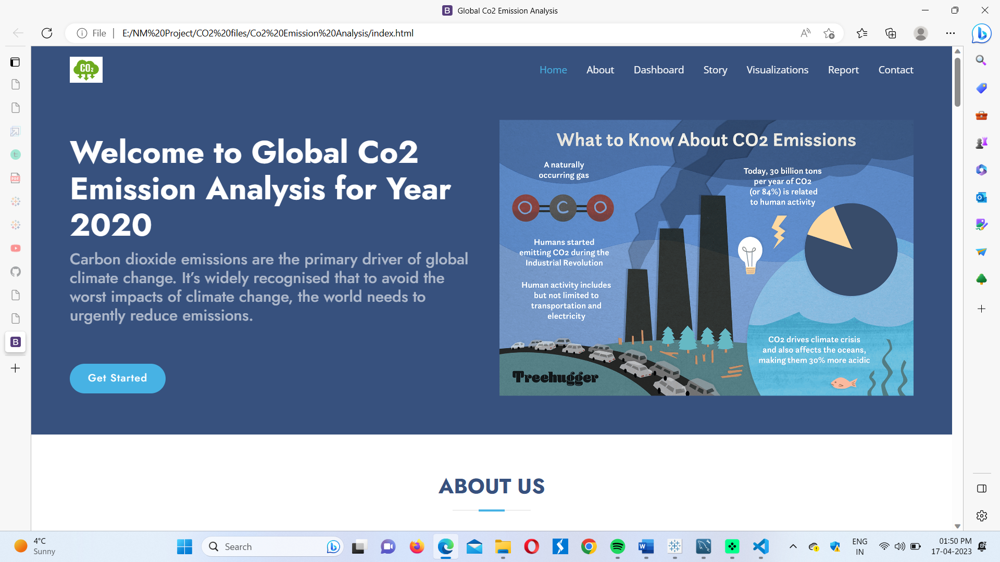 Global Co2 Emission Analysis
File
E:/NM%20Project/CO2%20files/Co2%20Emission%20Analysis/index.html
CO2
Home
About
Dashboard
Story
Visualizations
Report
Contact
Welcome to Global Co2
Emission Analysis for Year
2020
Carbon dioxide emissions are the primary driver of global
climate change. It’s widely recognised that to avoid the
worst impacts of climate change, the world needs to
urgently reduce emissions.
Get Started
What to Know About CO2 Emissions
A naturally
occurring gas
O C O
Humans started
emitting CO2 during the
Industrial Revolution
Human activity includes
but not limited to
transportation and
electricity
Treehugger
Today, 30 billion tons
per year of CO2
(or 84%) is related
to human activity
CO2 drives climate crisis
and also affects the oceans,
making them 30% more acidic
ABOUT US
4°C
Sunny
Search
ENG
IN
01:50 PM
17-04-2023